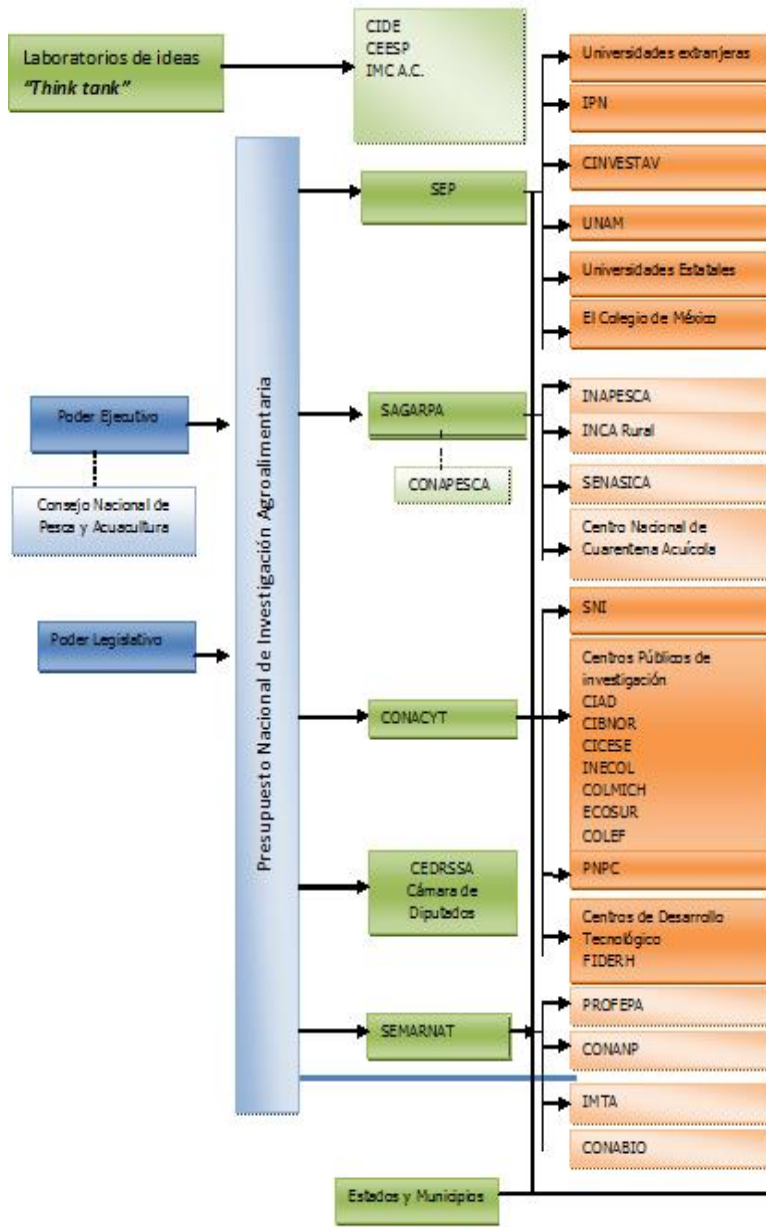 Laboratorios de ideas
"Think tank"
CIDE
CEESP
IMC A.C.
Universidades extranjeras
IPN
CINVESTAV
UNAM
Universidades Estatales
El Colegio de México
SEP
Presupuesto Nacional de Investigación Agroalimentaria
Poder Ejecutivo
Consejo Nacional de
Pesca y Acuacultura
Poder Legislativo
SAGARPA
CONAPESCA
INAPESCA
INCA Rural
SENASICA
Centro Nacional de
Cuarentena Acuícola
CONACYT
SNI
Centros Públicos de
investigación
CIAD
CIBNOR
CICESE
INECOL
COLMICH
ECOSUR
COLEF
PNPC
Centros de Desarrollo
Tecnológico
FIDERH
CEDRSSA
Cámara de
Diputados
SEMARNAT
PROFEPA
CONANP
IMTA
CONABIO
Estados y Municipios